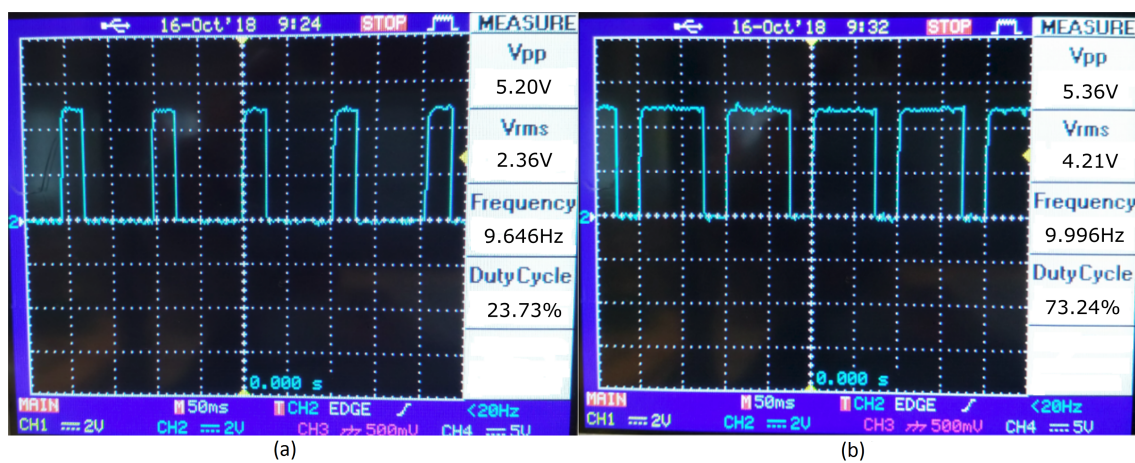 16-Oct'18 9:24 STOP MEASURE
Vpp
5.20V
Vrms
2.36V
Frequency
9.646Hz
DutyCycle
23.73%
2
0.000 s
MAIN M 50ms T CH2 EDGE <20Hz
CH1 2V CH2 2V CH3 500mV CH4 5V
(a)
16-Oct'18 9:32 STOP MEASURE
Vpp
5.36V
Vrms
4.21V
Frequency
9.996Hz
DutyCycle
73.24%
2
0.000 s
MAIN M 50ms T CH2 EDGE <20Hz
CH1 2V CH2 2V CH3 500mV CH4 5V
(b)